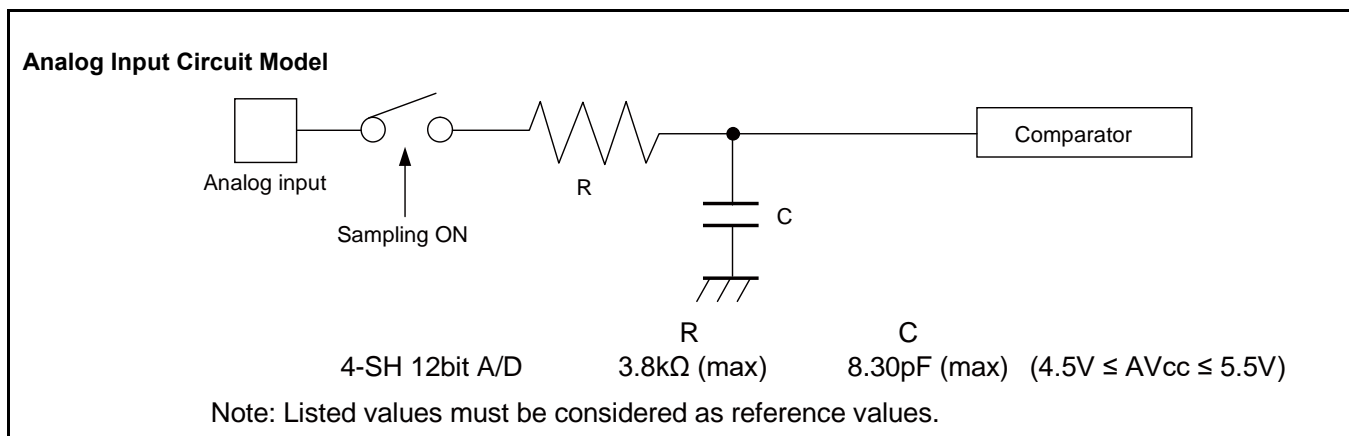 Analog Input Circuit Model
Analog input
Sampling ON
R
C
Comparator
R C
4-SH 12bit A/D 3.8kΩ (max) 8.30pF (max) (4.5V ≤ AVcc ≤ 5.5V)
Note: Listed values must be considered as reference values.